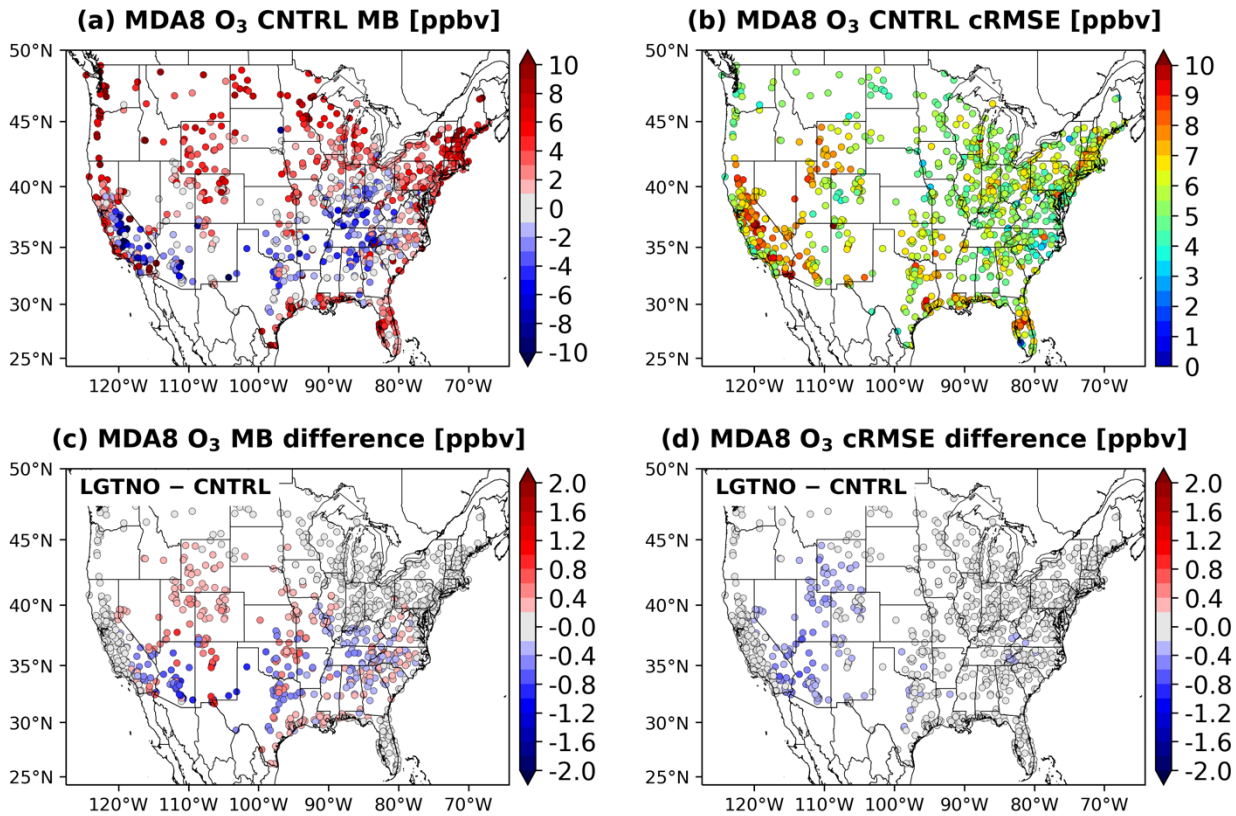 (a) MDA8 O₃ CNTRL MB [ppbv]
50°N
45°N
40°N
35°N
30°N
25°N
120°W 110°W 100°W 90°W 80°W 70°W
10
8
6
4
2
0
-2
-4
-6
-8
-10
(b) MDA8 O₃ CNTRL cRMSE [ppbv]
50°N
45°N
40°N
35°N
30°N
25°N
120°W 110°W 100°W 90°W 80°W 70°W
10
9
8
7
6
5
4
3
2
1
0
(c) MDA8 O₃ MB difference [ppbv]
LGTNO − CNTRL
50°N
45°N
40°N
35°N
30°N
25°N
120°W 110°W 100°W 90°W 80°W 70°W
2.0
1.6
1.2
0.8
0.4
-0.0
-0.4
-0.8
-1.2
-1.6
-2.0
(d) MDA8 O₃ cRMSE difference [ppbv]
LGTNO − CNTRL
50°N
45°N
40°N
35°N
30°N
25°N
120°W 110°W 100°W 90°W 80°W 70°W
2.0
1.6
1.2
0.8
0.4
-0.0
-0.4
-0.8
-1.2
-1.6
-2.0